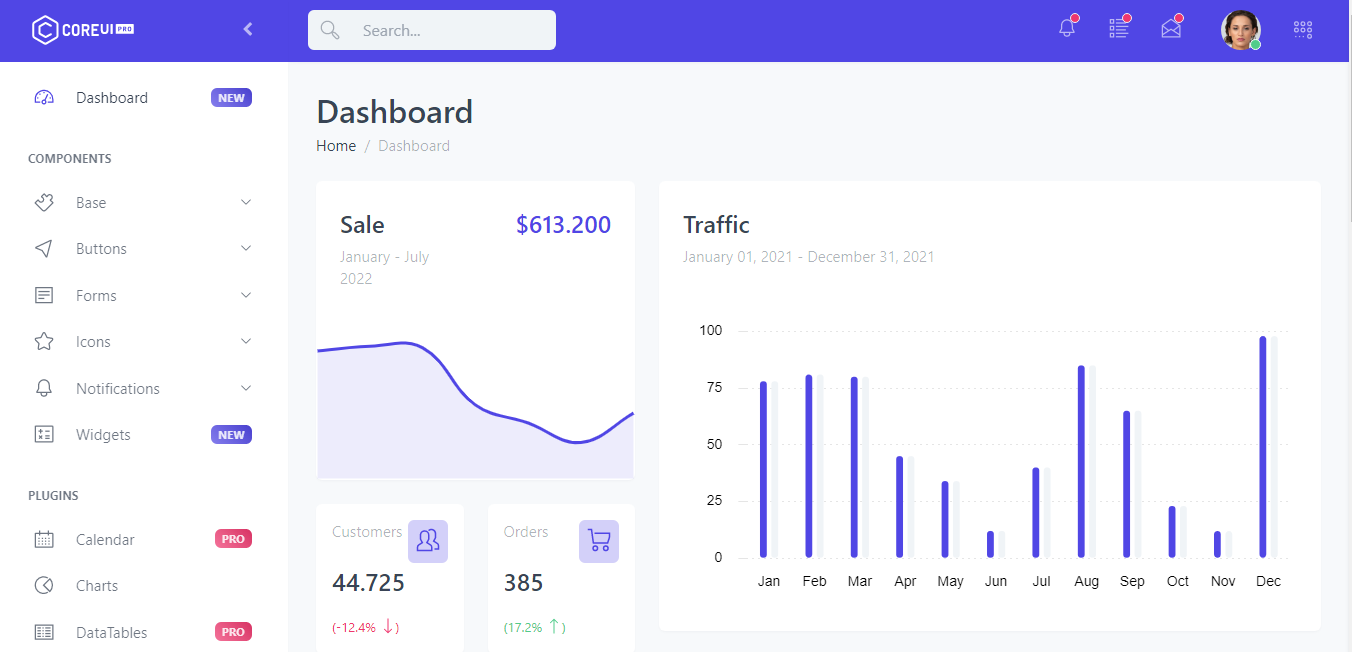 COREUI PRO
Search...
Dashboard NEW
COMPONENTS
Base
Buttons
Forms
Icons
Notifications
Widgets NEW
PLUGINS
Calendar PRO
Charts
DataTables PRO
Dashboard
Home / Dashboard
Sale $613.200
January - July
2022
Customers
44.725
(-12.4% ↓)
Orders
385
(17.2% ↑)
Traffic
January 01, 2021 - December 31, 2021
100
75
50
25
0
Jan Feb Mar Apr May Jun Jul Aug Sep Oct Nov Dec